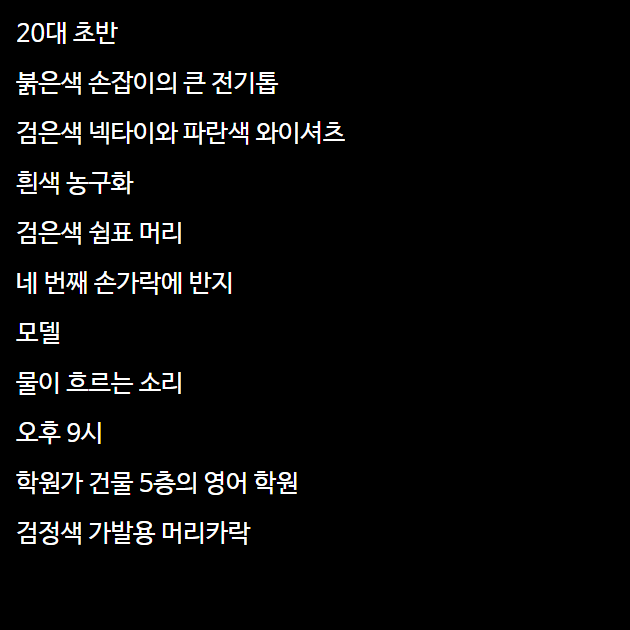 20대 초반
붉은색 손잡이의 큰 전기톱
검은색 넥타이와 파란색 와이셔츠
흰색 농구화
검은색 쉼표 머리
네 번째 손가락에 반지
모델
물이 흐르는 소리
오후 9시
학원가 건물 5층의 영어 학원
검정색 가발용 머리카락